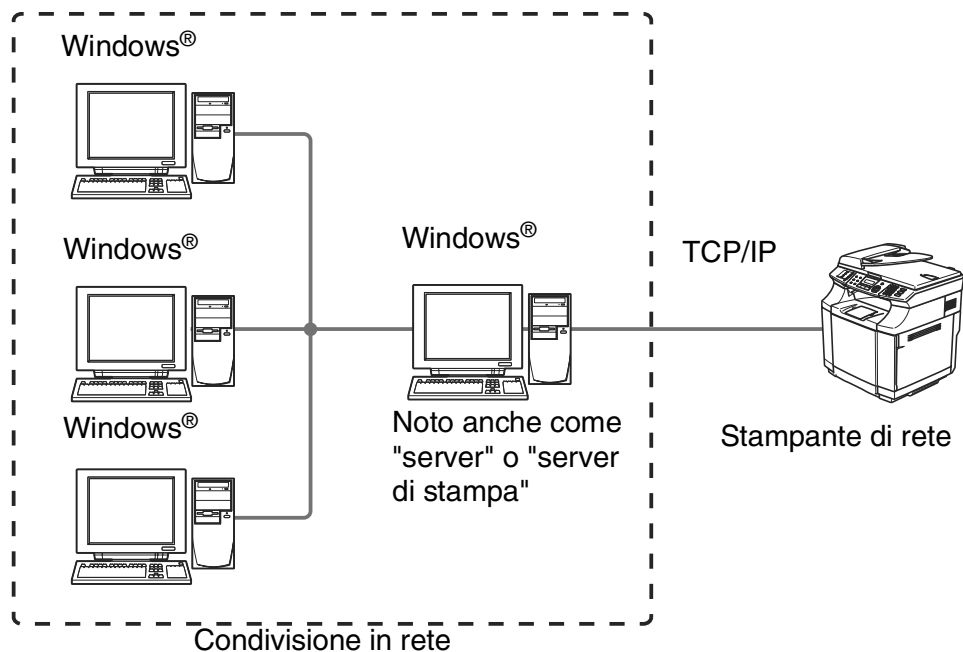 Windows®
Windows®
Windows®
Windows®
Noto anche come
"server" o "server
di stampa"
TCP/IP
Stampante di rete
Condivisione in rete